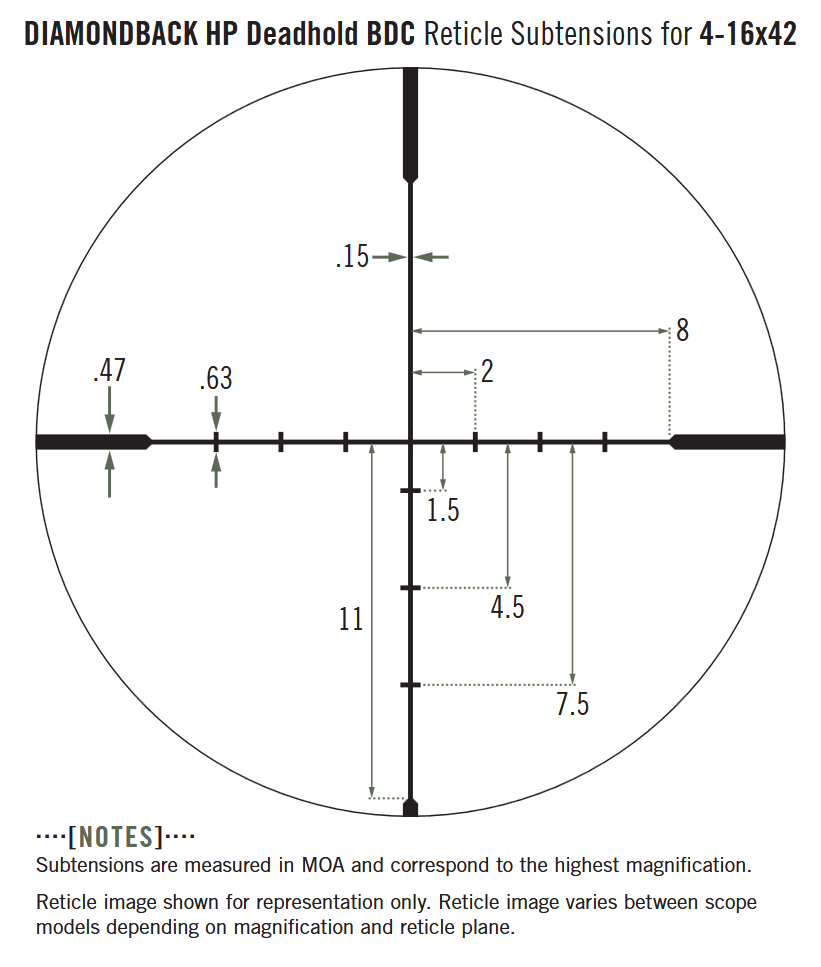 DIAMONDBACK HP Deadhold BDC Reticle Subtensions for 4-16x42
.15
8
2
.47
.63
1.5
4.5
11
7.5
····[NOTES]····
Subtensions are measured in MOA and correspond to the highest magnification.
Reticle image shown for representation only. Reticle image varies between scope
models depending on magnification and reticle plane.